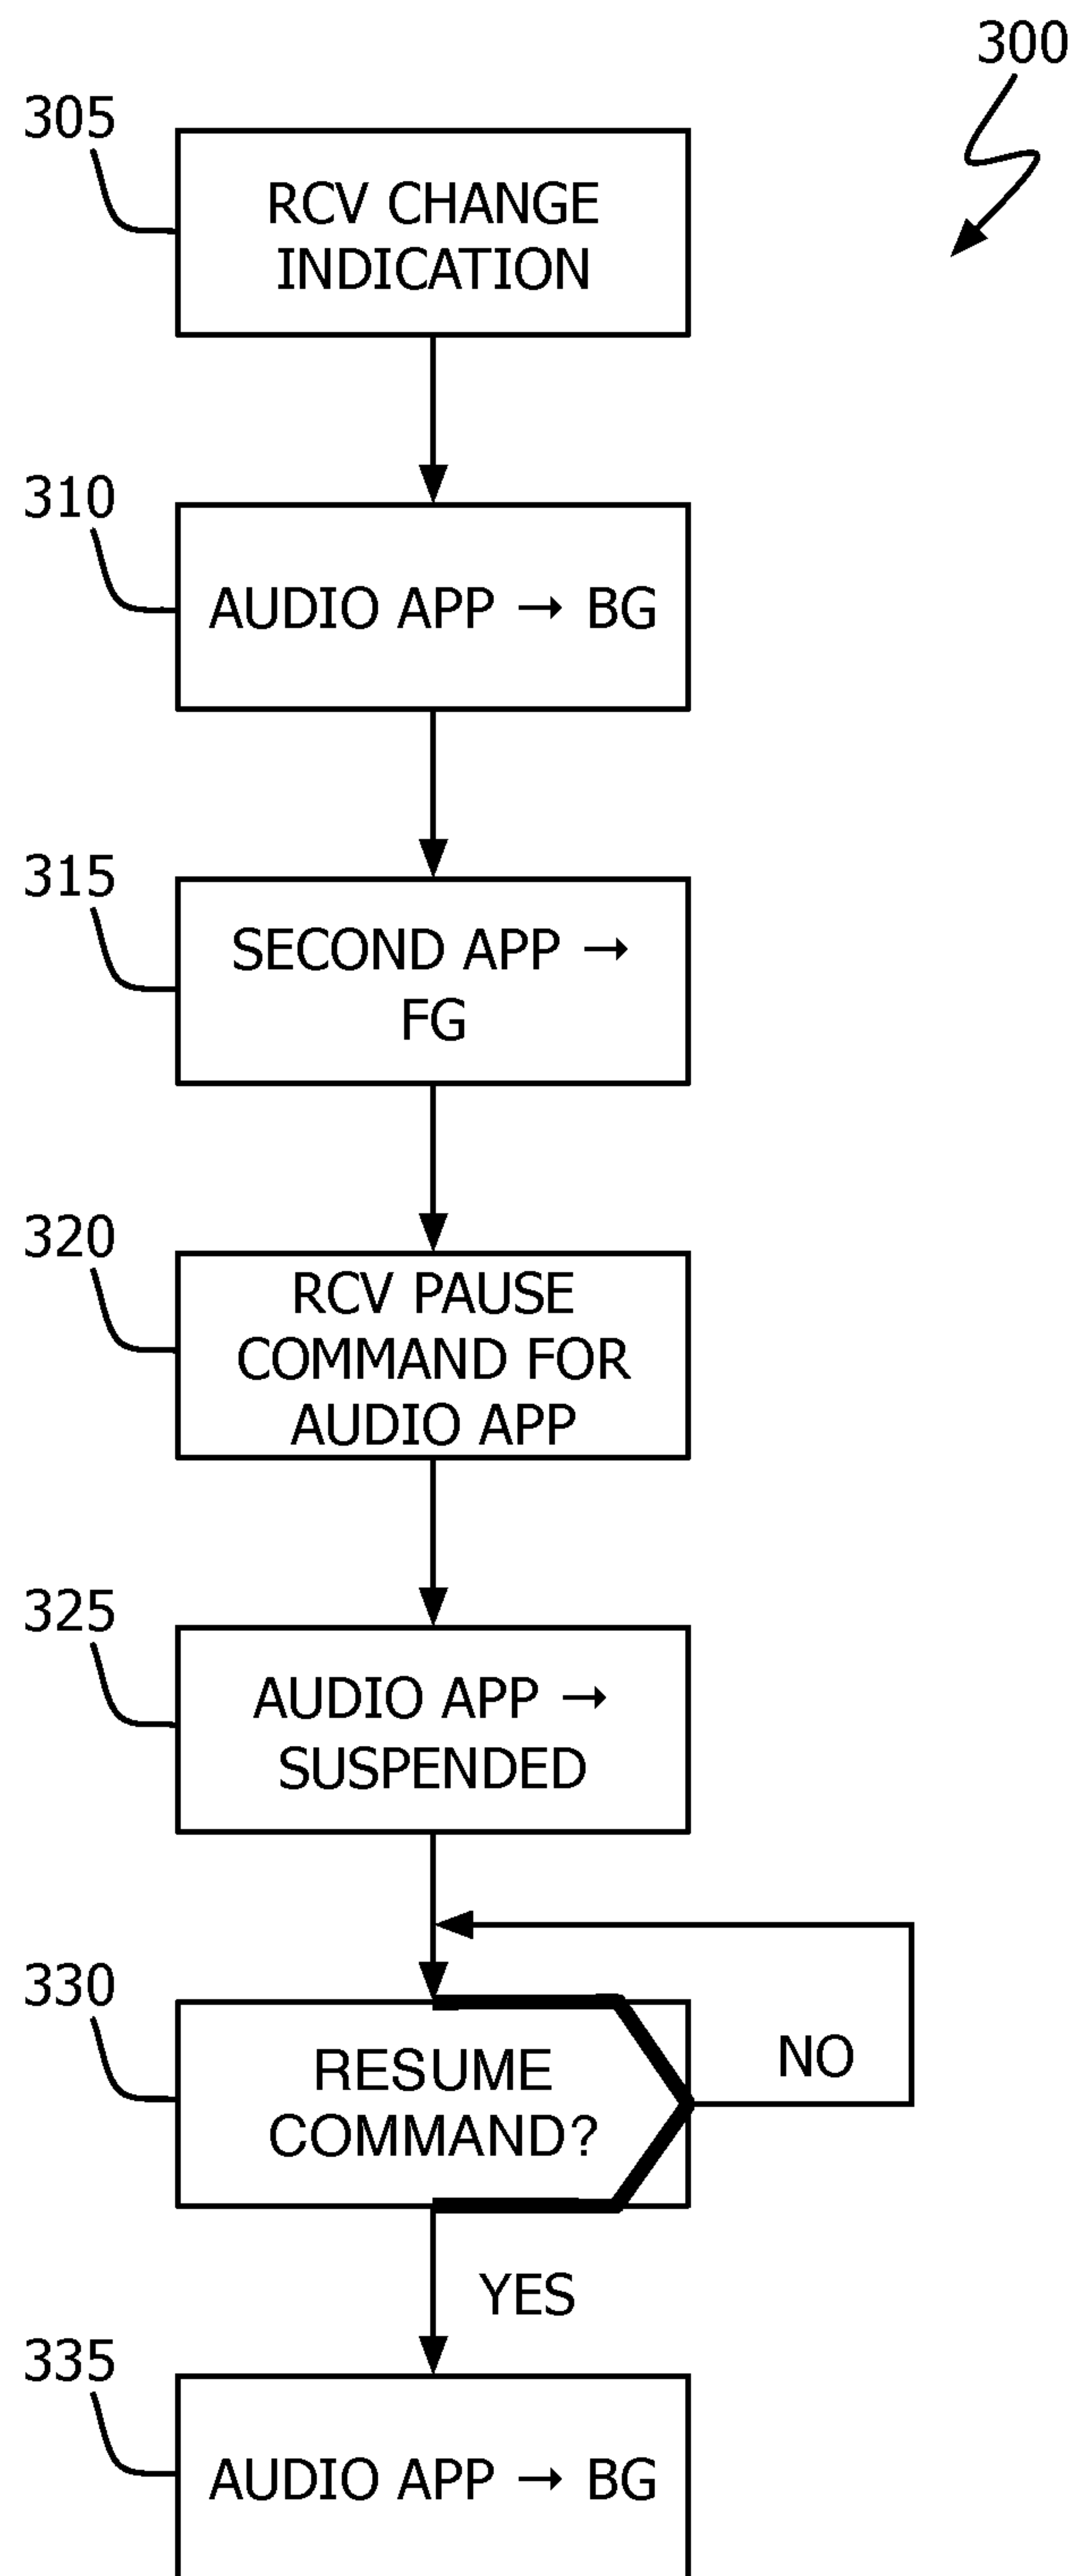 300
305
RCV CHANGE
INDICATION
310
AUDIO APP → BG
315
SECOND APP →
FG
320
RCV PAUSE
COMMAND FOR
AUDIO APP
325
AUDIO APP →
SUSPENDED
330
RESUME
COMMAND?
NO
YES
335
AUDIO APP → BG